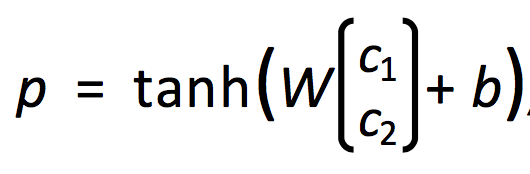 p = tanh(W[c₁ c₂] + b),